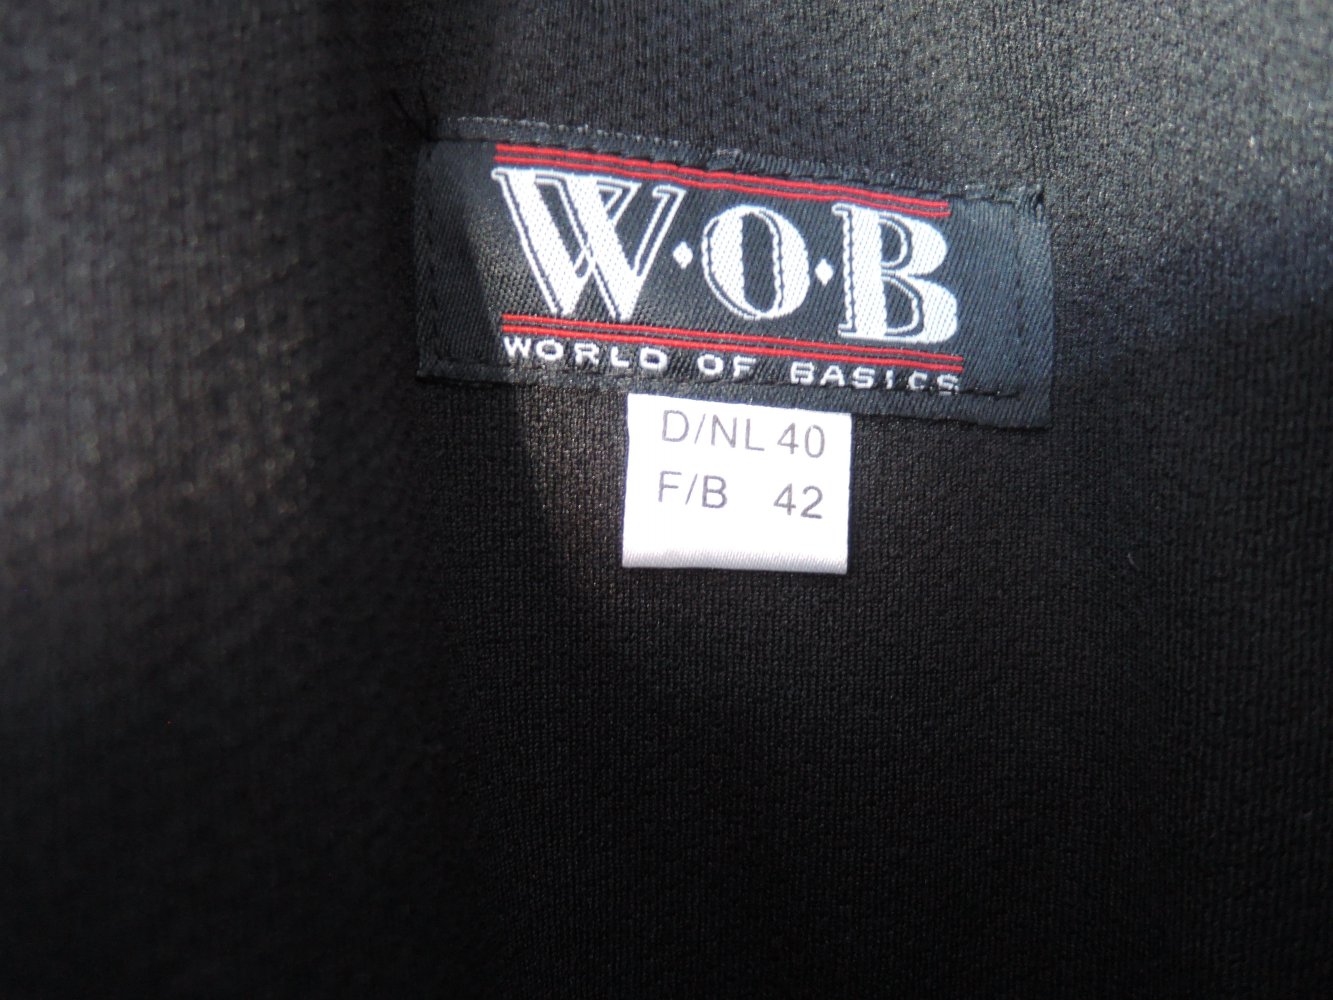 W·O·B
WORLD OF BASICS
D/NL 40
F/B 42